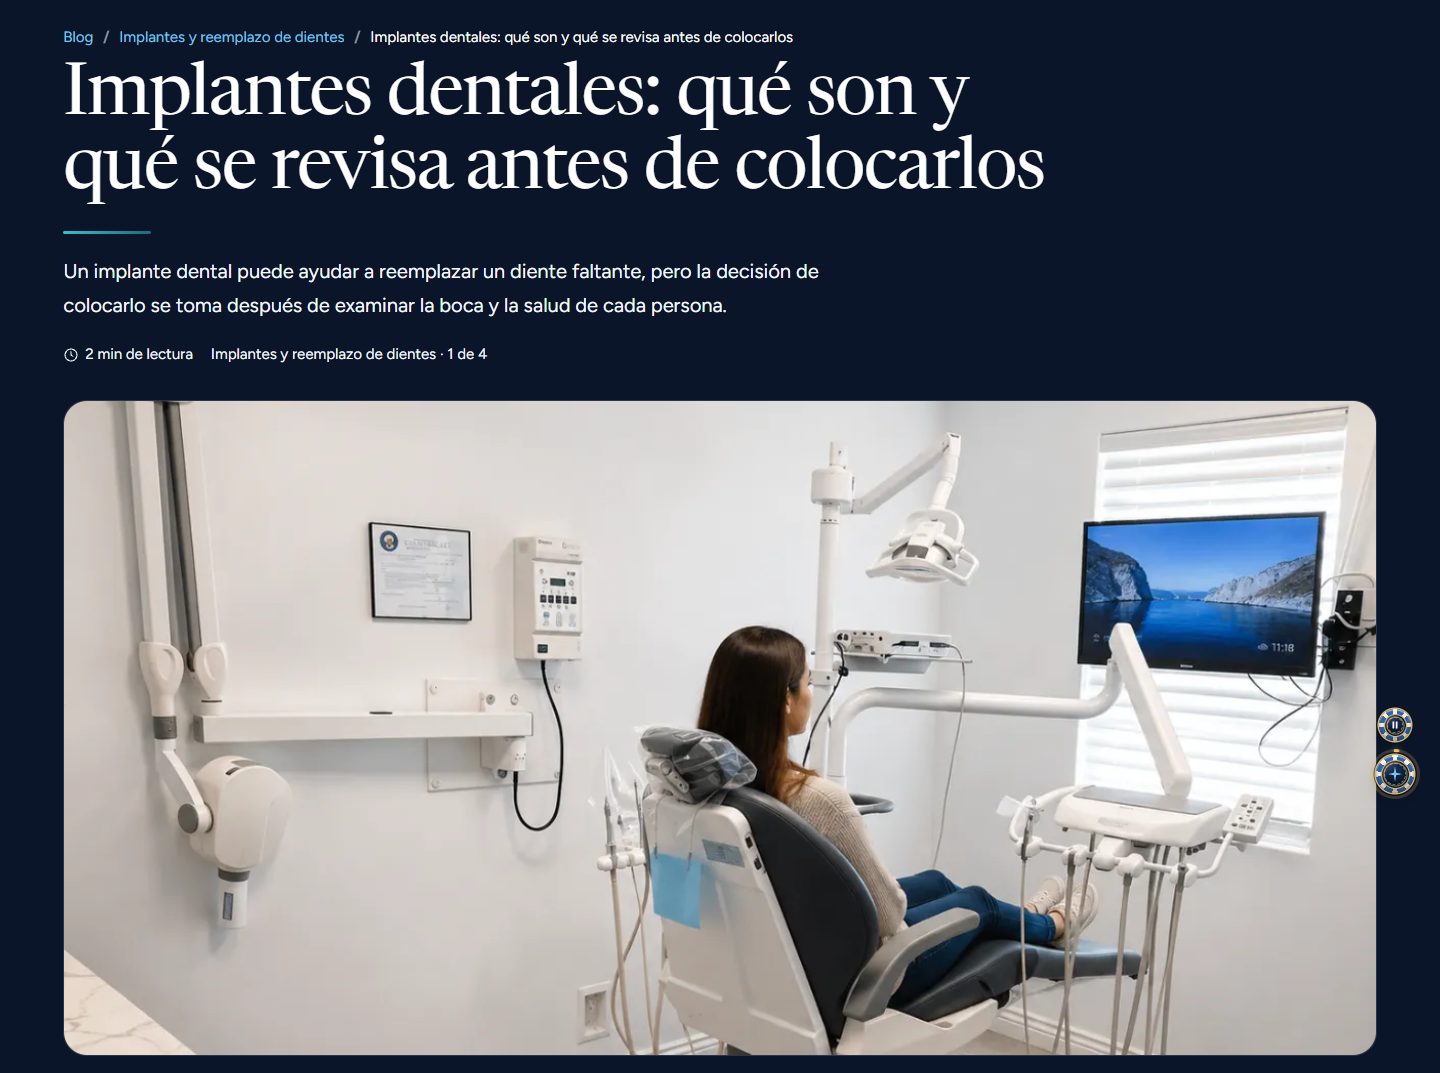 Blog / Implantes y reemplazo de dientes / Implantes dentales: qué son y qué se revisa antes de colocarlos
Implantes dentales: qué son y
qué se revisa antes de colocarlos
Un implante dental puede ayudar a reemplazar un diente faltante, pero la decisión de
colocarlo se toma después de examinar la boca y la salud de cada persona.
2 min de lectura Implantes y reemplazo de dientes · 1 de 4
11:18